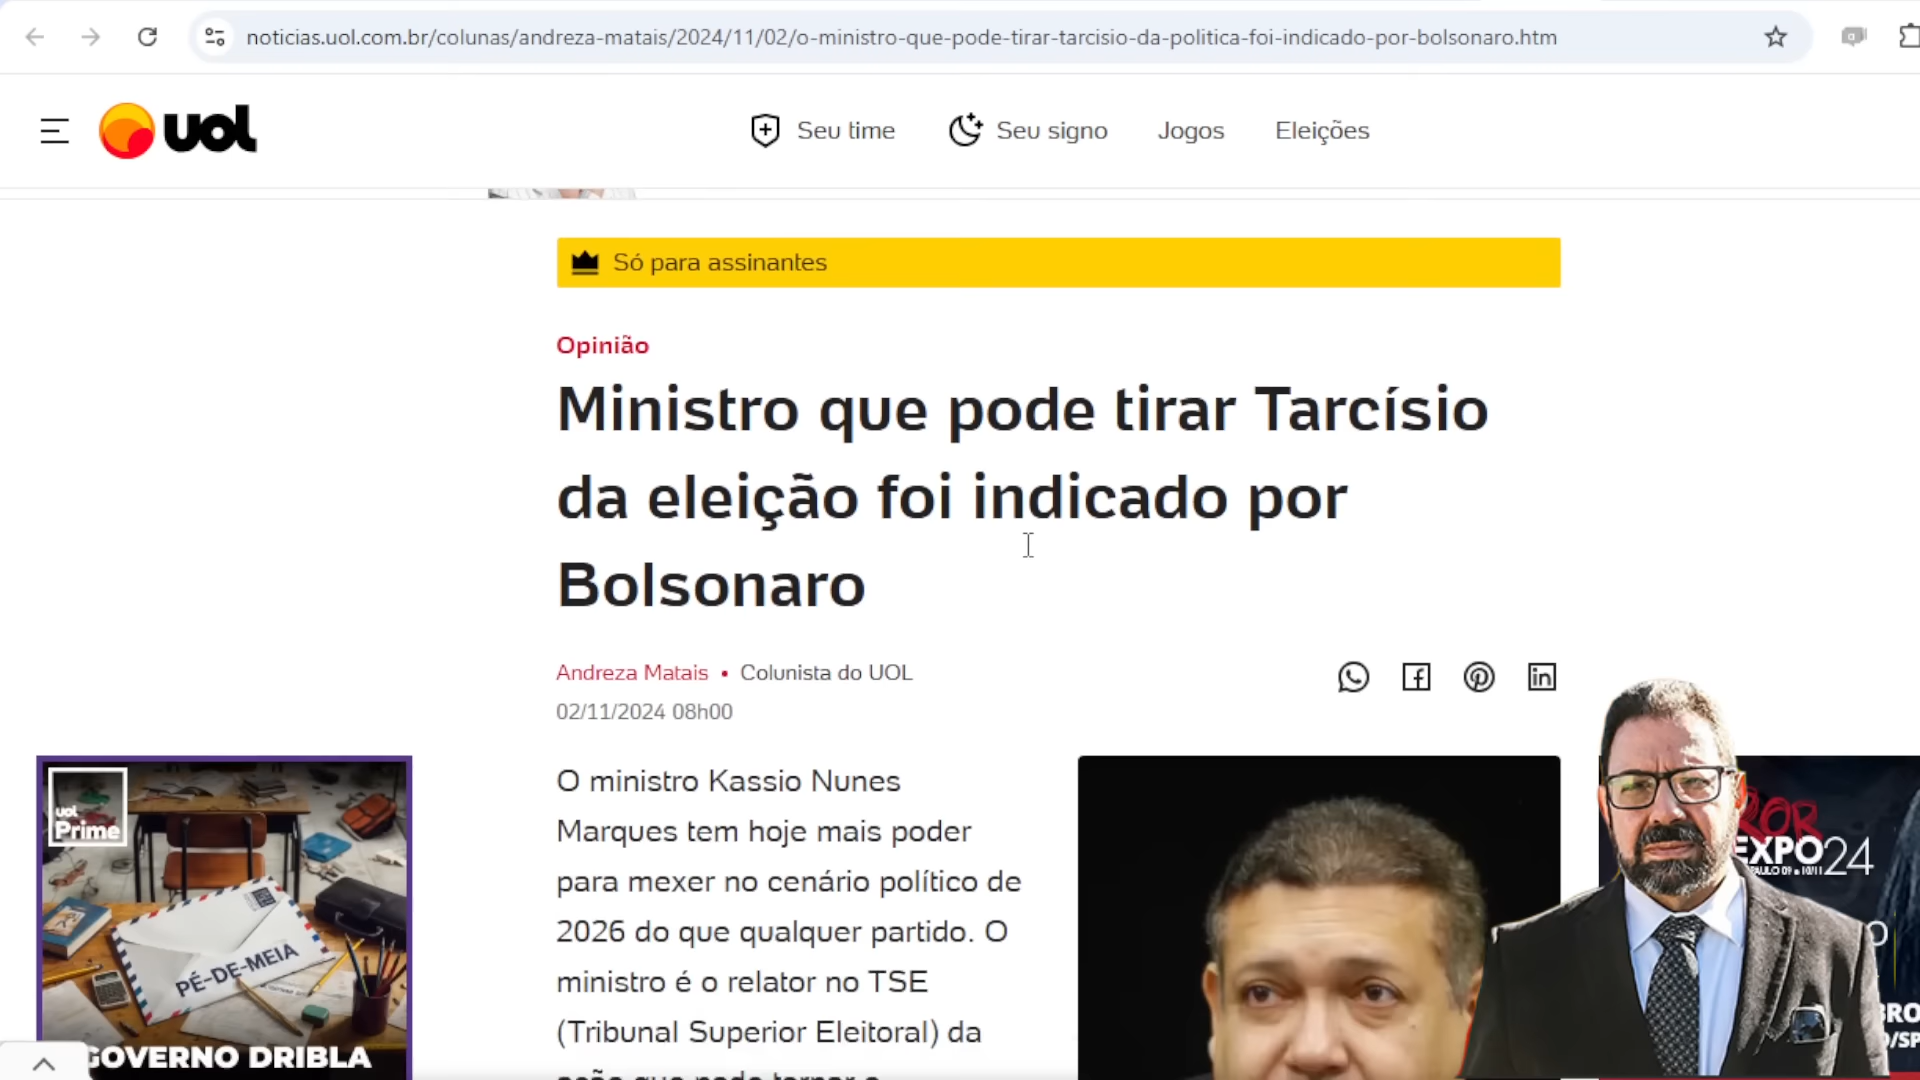 noticias.uol.com.br/colunas/andreza-matais/2024/11/02/o-ministro-que-pode-tirar-tarcisio-da-politica-foi-indicado-por-bolsonaro.htm
uol
Seu time
Seu signo
Jogos
Eleições
Só para assinantes
Opinião
Ministro que pode tirar Tarcísio
da eleição foi indicado por
Bolsonaro
Andreza Matais • Colunista do UOL
02/11/2024 08h00
O ministro Kassio Nunes
Marques tem hoje mais poder
para mexer no cenário político de
2026 do que qualquer partido. O
ministro é o relator no TSE
(Tribunal Superior Eleitoral) da
uol
Prime
PÉ-DE-MEIA
GOVERNO DRIBLA
ROR
EXPO24